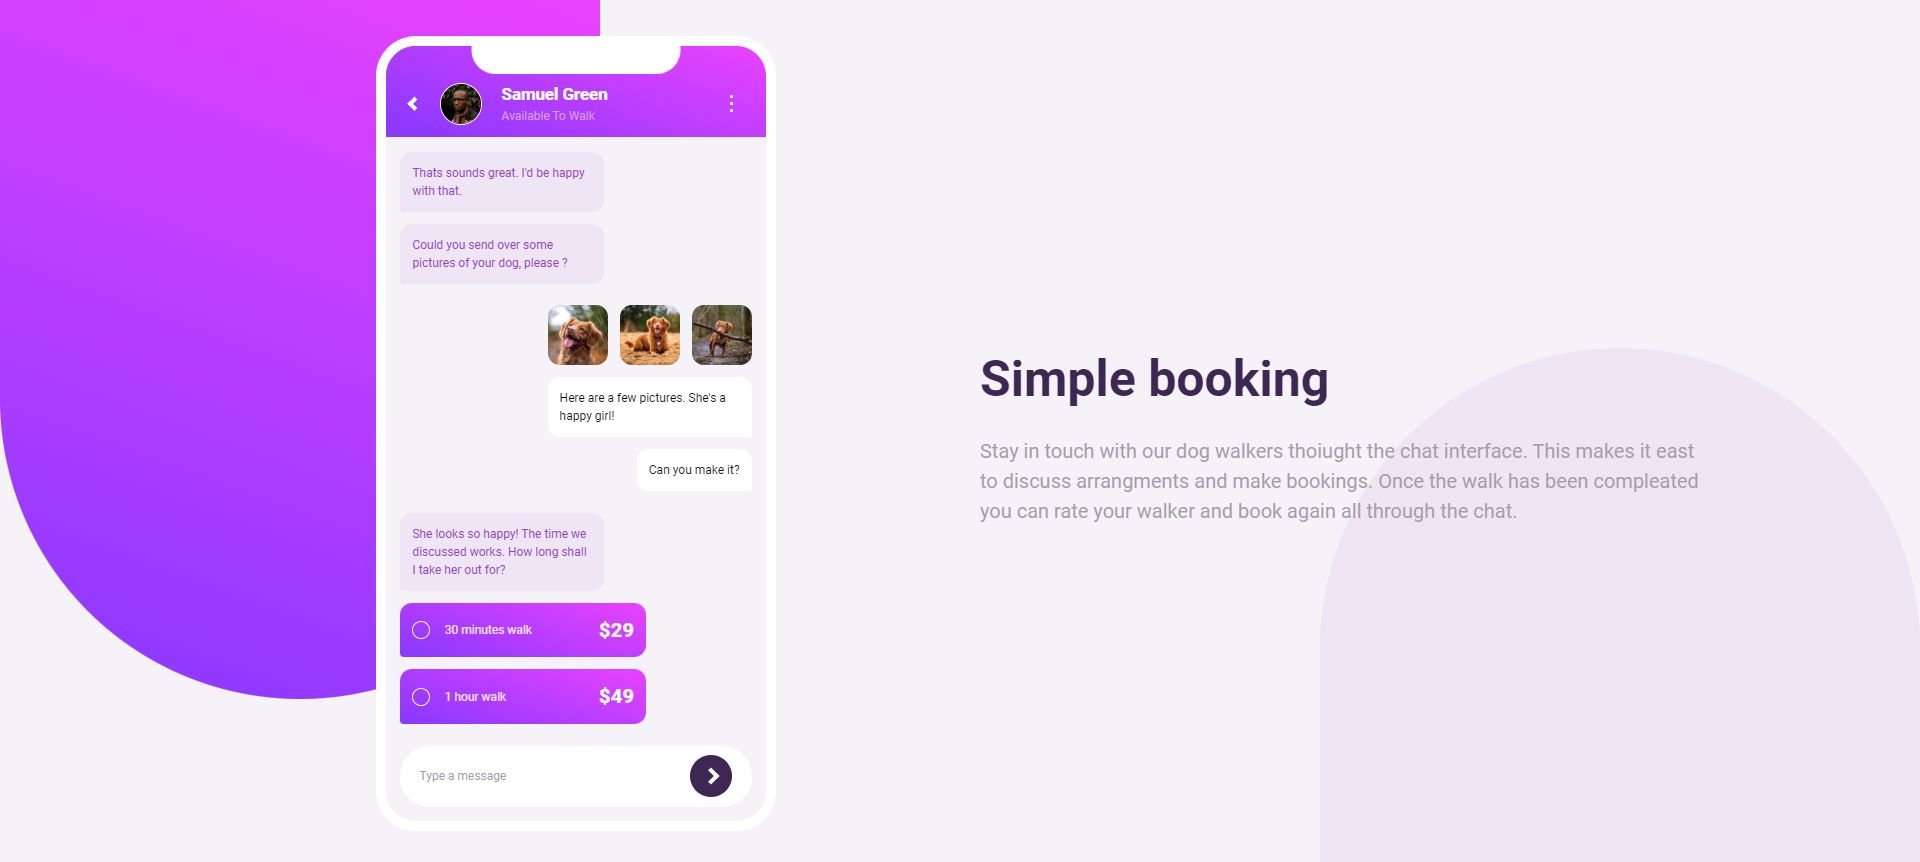 Samuel Green
Available To Walk
Thats sounds great. I'd be happy
with that.
Could you send over some
pictures of your dog, please ?
Here are a few pictures. She's a
happy girl!
Can you make it?
She looks so happy! The time we
discussed works. How long shall
I take her out for?
30 minutes walk $29
1 hour walk $49
Type a message
Simple booking
Stay in touch with our dog walkers thoiught the chat interface. This makes it east
to discuss arrangments and make bookings. Once the walk has been compleated
you can rate your walker and book again all through the chat.